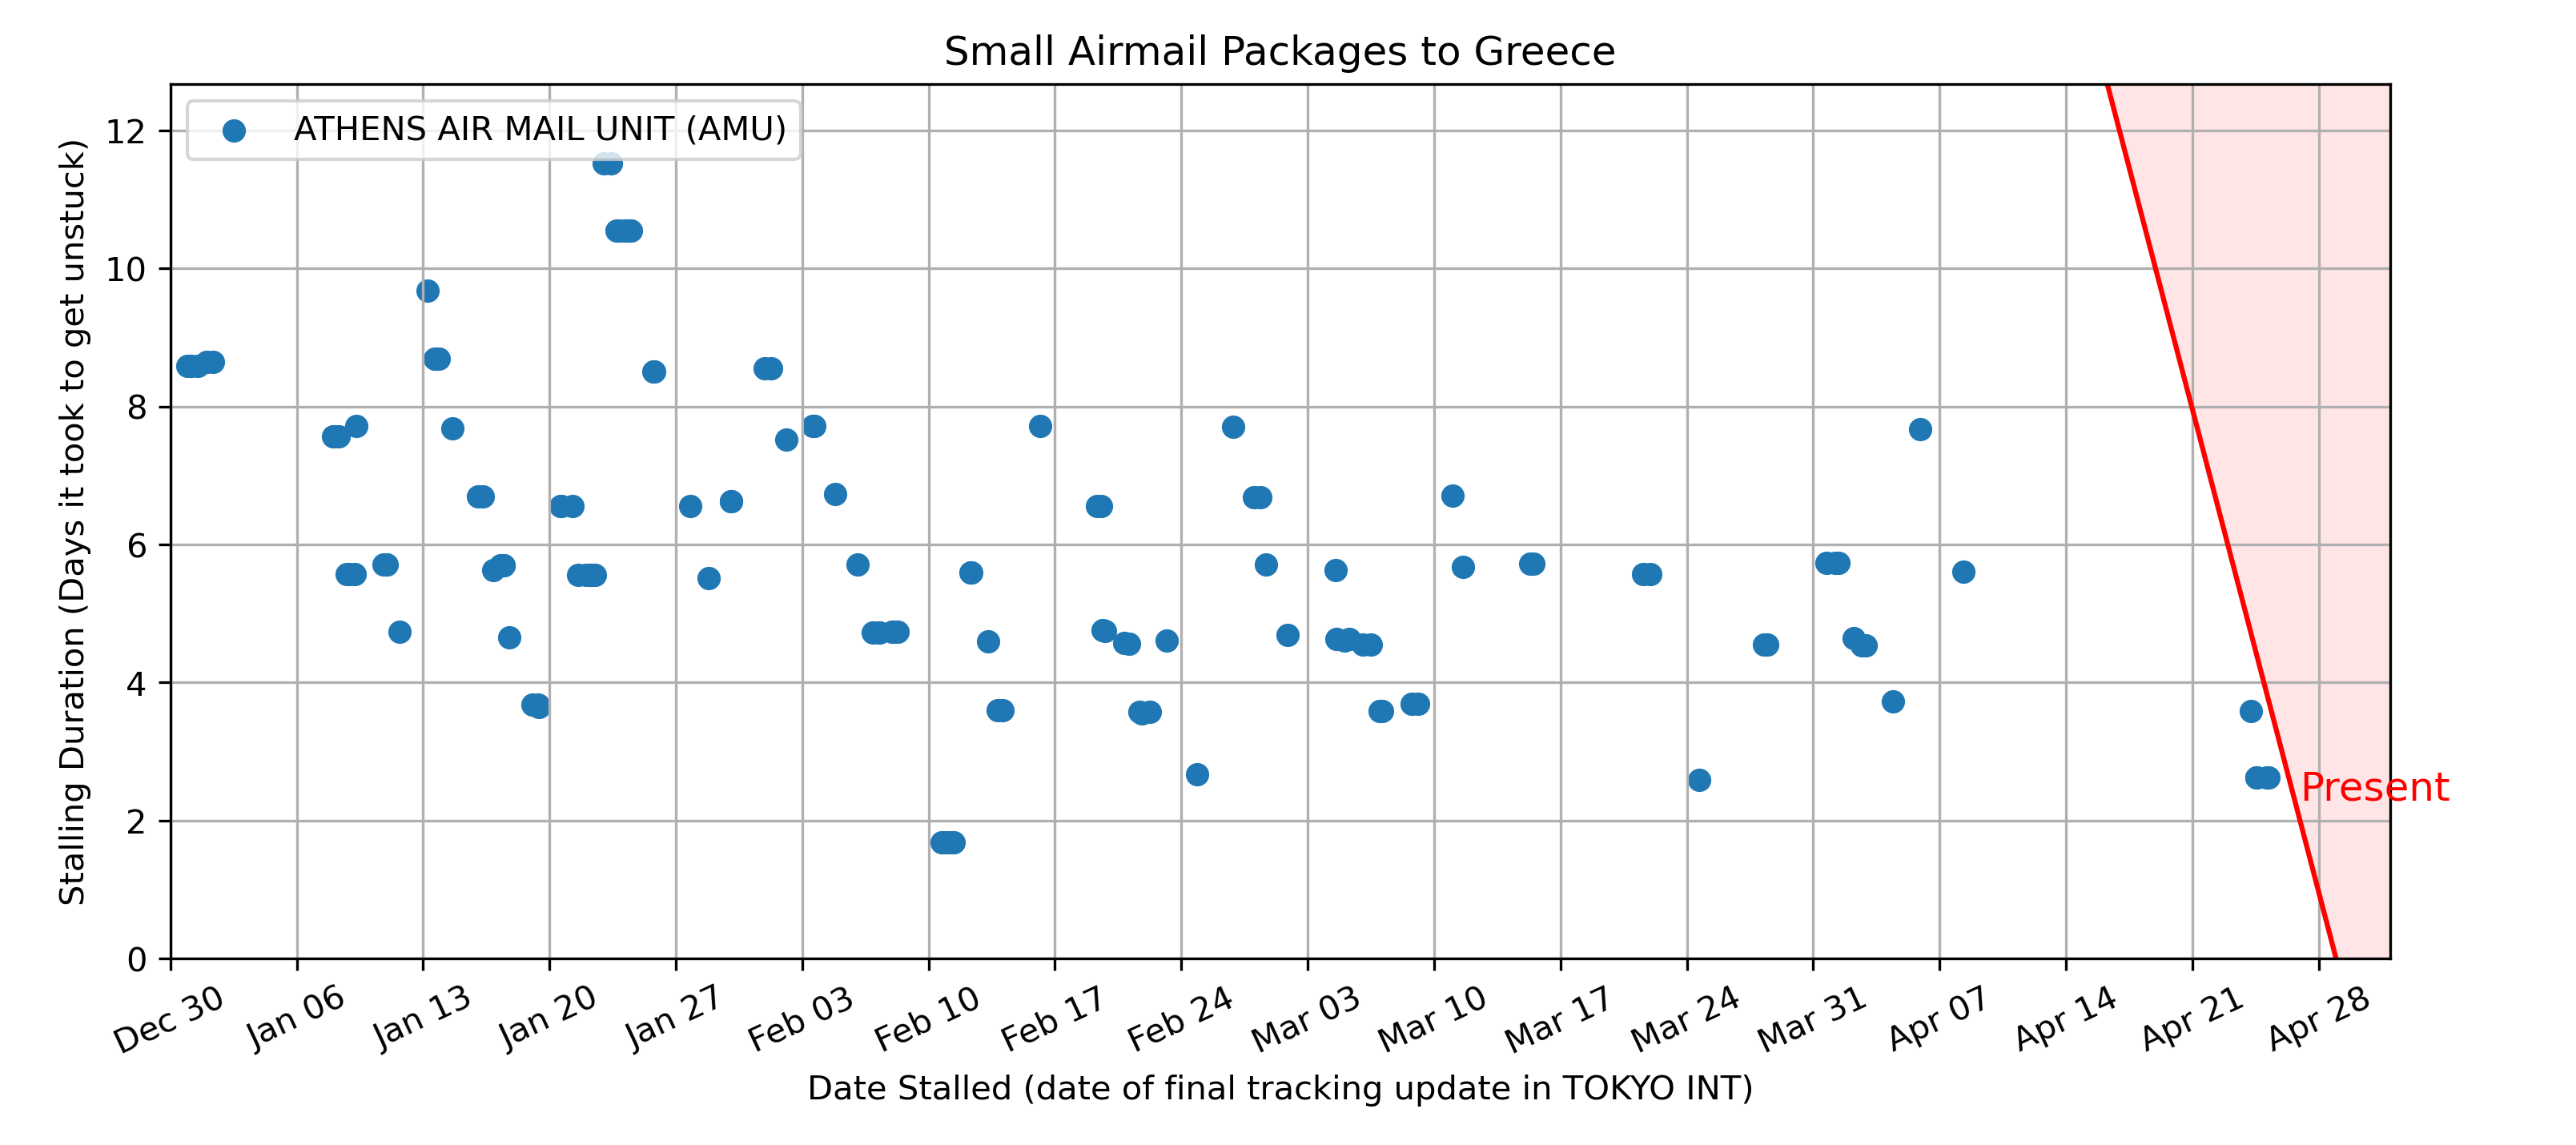 Small Airmail Packages to Greece
ATHENS AIR MAIL UNIT (AMU)
Stalling Duration (Days it took to get unstuck)
12
10
8
6
4
2
0
Present
Dec 30
Jan 06
Jan 13
Jan 20
Jan 27
Feb 03
Feb 10
Feb 17
Feb 24
Mar 03
Mar 10
Mar 17
Mar 24
Mar 31
Apr 07
Apr 14
Apr 21
Apr 28
Date Stalled (date of final tracking update in TOKYO INT)